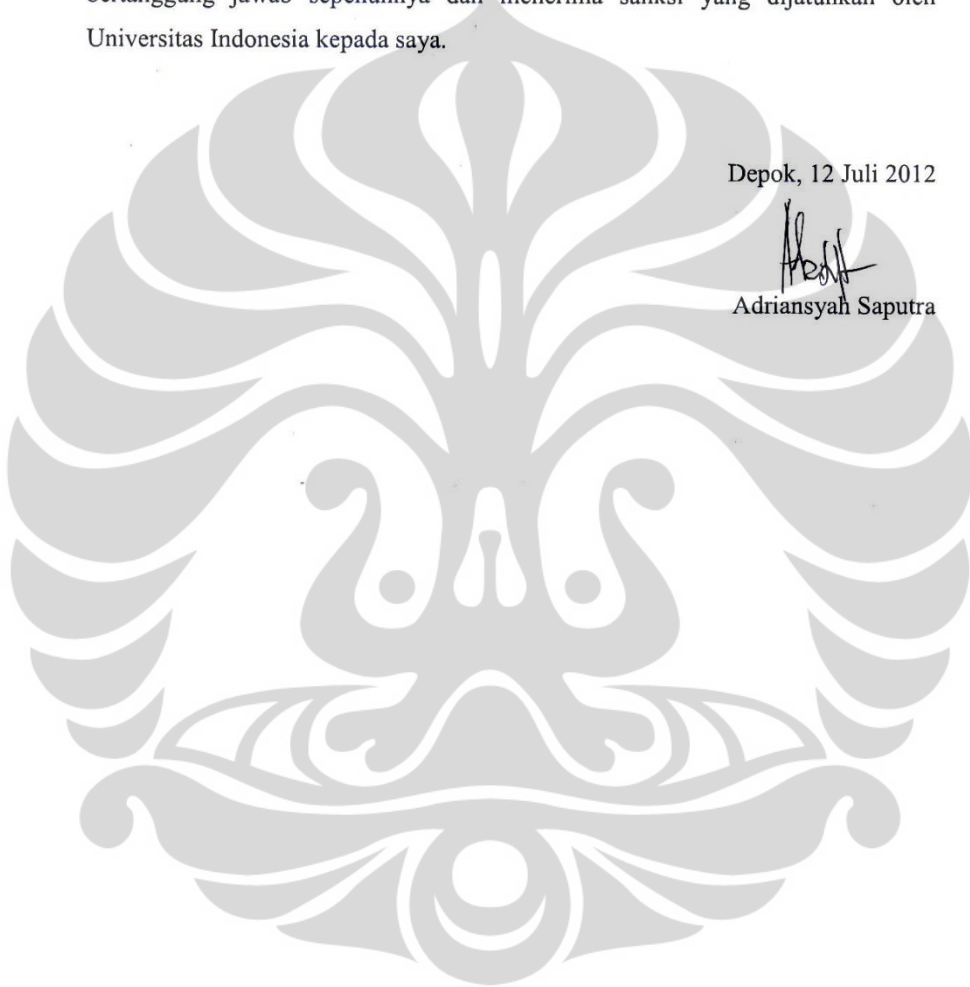 bertanggung jawab sepenuhnya dan menerima sanksi yang dijatuhkan oleh
Universitas Indonesia kepada saya.
Depok, 12 Juli 2012
Adriansyah Saputra